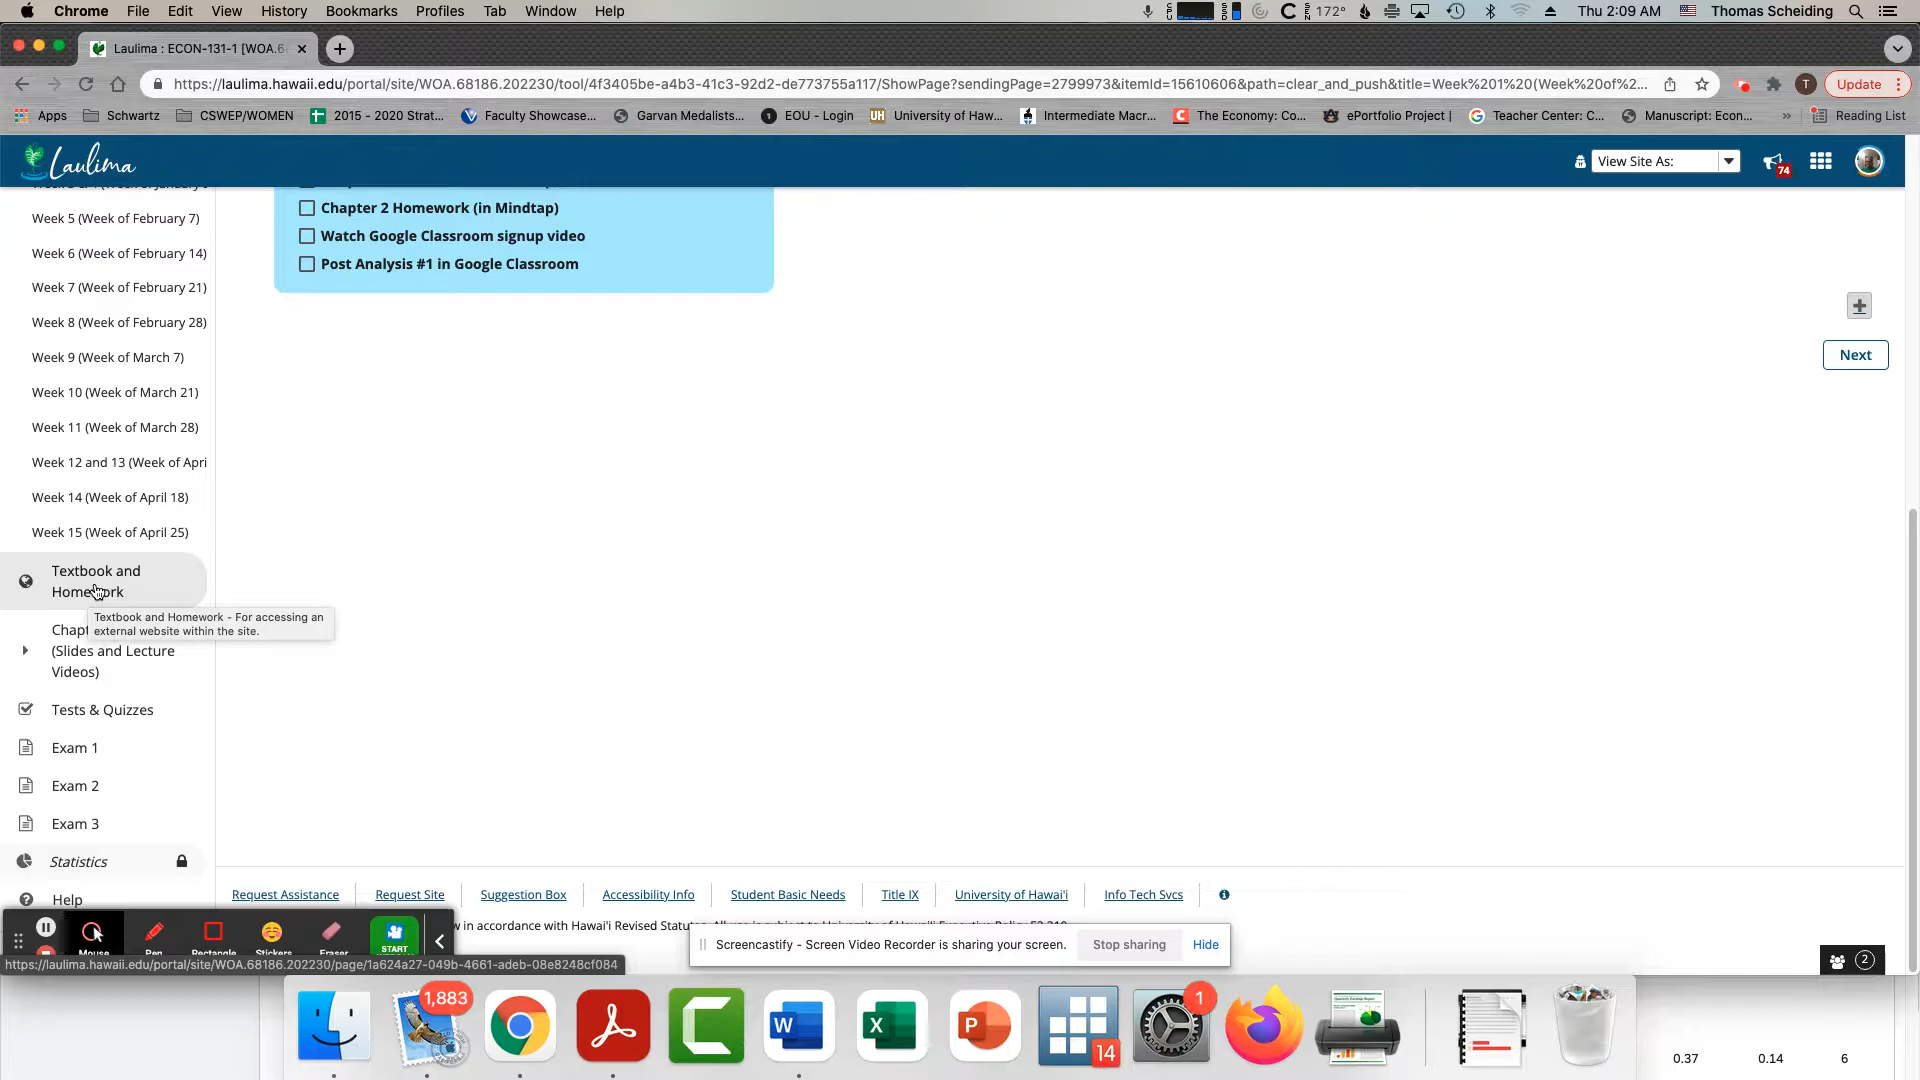 Chrome File Edit View History Bookmarks Profiles Tab Window Help
172° Thu 2:09 AM Thomas Scheiding
Laulima : ECON-131-1 [WOA.6
https://laulima.hawaii.edu/portal/site/WOA.68186.202230/tool/4f3405be-a4b3-41c3-92d2-de773755a117/ShowPage?sendingPage=2799973&itemId=15610606&path=clear_and_push&title=Week%201%20(Week%20of%2...
T
Update
Apps Schwartz CSWEP/WOMEN 2015 - 2020 Strat... Faculty Showcase... Garvan Medalists... EOU - Login University of Haw... Intermediate Macr... The Economy: Co... ePortfolio Project | Teacher Center: C... Manuscript: Econ... » Reading List
Laulima
View Site As:
74
Week 5 (Week of February 7)
Week 6 (Week of February 14)
Week 7 (Week of February 21)
Week 8 (Week of February 28)
Week 9 (Week of March 7)
Week 10 (Week of March 21)
Week 11 (Week of March 28)
Week 12 and 13 (Week of Apri
Week 14 (Week of April 18)
Week 15 (Week of April 25)
Textbook and
Homework
Textbook and Homework - For accessing an
external website within the site.
Chapt
(Slides and Lecture
Videos)
Tests & Quizzes
Exam 1
Exam 2
Exam 3
Statistics
Help
Chapter 2 Homework (in Mindtap)
Watch Google Classroom signup video
Post Analysis #1 in Google Classroom
Next
Request Assistance Request Site Suggestion Box Accessibility Info Student Basic Needs Title IX University of Hawai'i Info Tech Svcs
w in accordance with Hawai'i Revised Statut
Mouse Pen Rectangle Stickers Eraser START
Screencastify - Screen Video Recorder is sharing your screen. Stop sharing Hide
https://laulima.hawaii.edu/portal/site/WOA.68186.202230/page/1a624a27-049b-4661-adeb-08e8248cf084
2
1,883
W
X
P
14
1
0.37 0.14 6